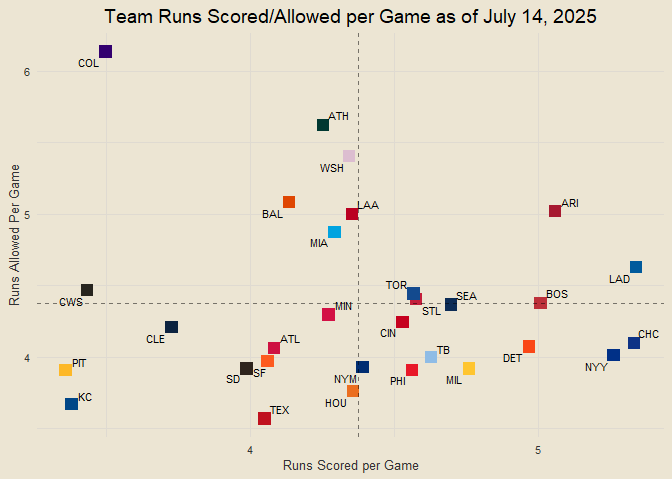 Team Runs Scored/Allowed per Game as of July 14, 2025
6
COL
ATH
WSH
BAL
LAA
ARI
5
MIA
LAD
TOR
SEA
BOS
CWS
MIN
STL
CIN
CHC
CLE
ATL
TB
DET
NYY
4
PIT
SD
SF
NYM
PHI
MIL
KC
HOU
TEX
4
5
Runs Scored per Game
Runs Allowed Per Game